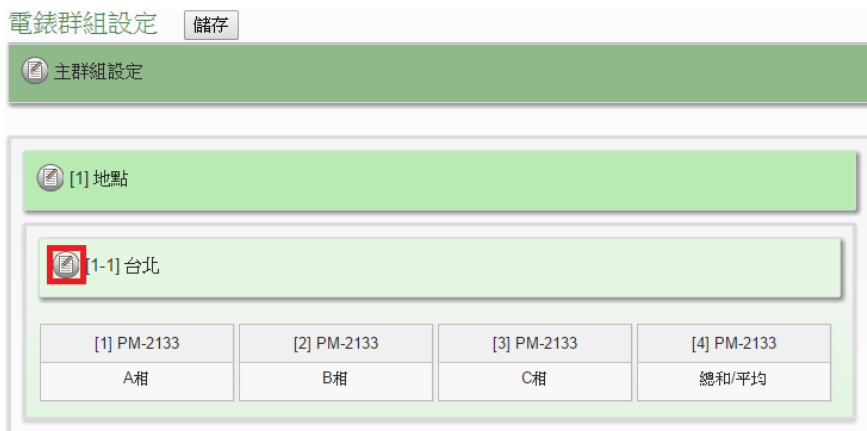 電錶群組設定 儲存
主群組設定
[1] 地點
[1-1] 台北
[1] PM-2133 [2] PM-2133 [3] PM-2133 [4] PM-2133
A相 B相 C相 總和/平均